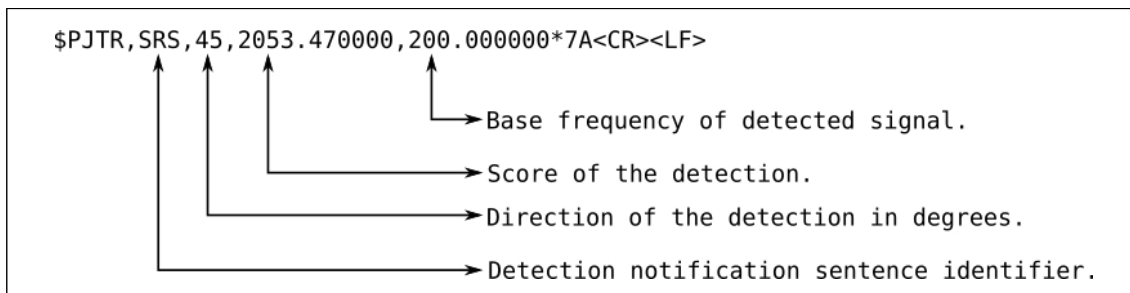 $PJTR,SRS,45,2053.470000,200.000000*7A<CR><LF>
Base frequency of detected signal.
Score of the detection.
Direction of the detection in degrees.
Detection notification sentence identifier.